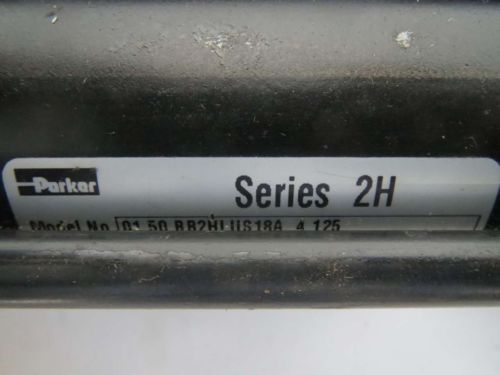 Parker
Series 2H
Model No. 01.50 BB2HLUS18A 4.125